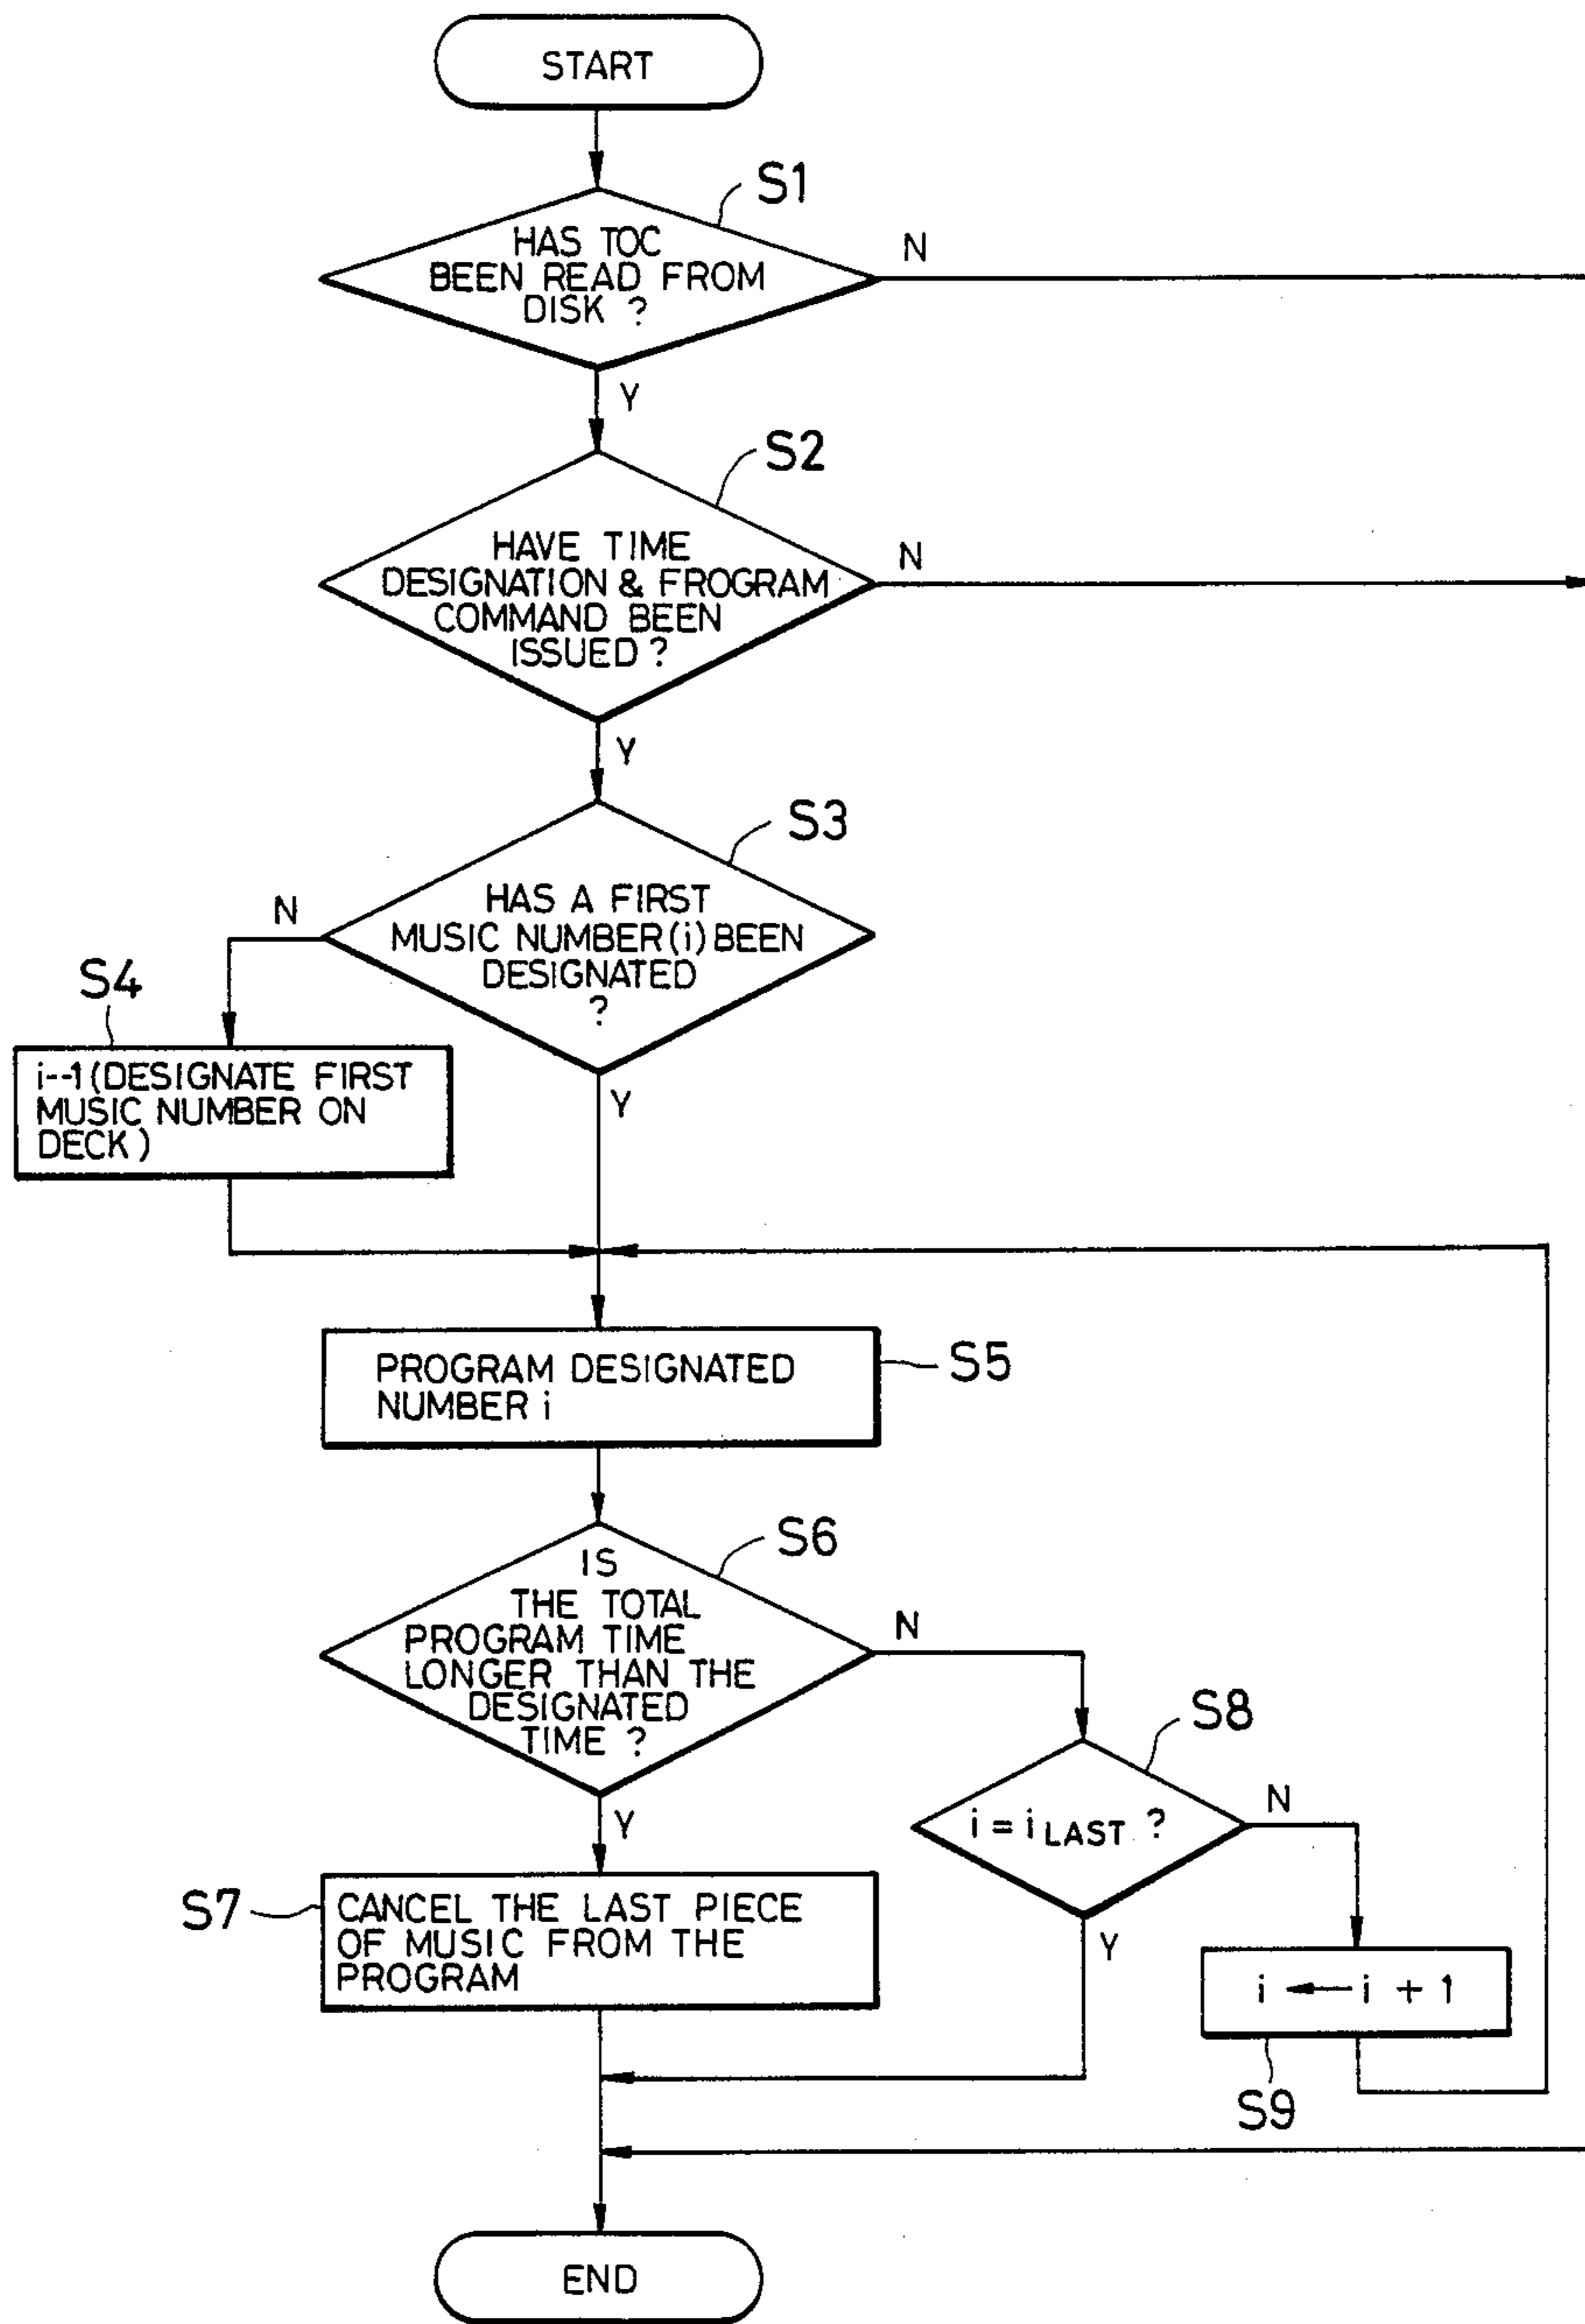 START
S1
HAS TOC
BEEN READ FROM
DISK ?
N
Y
S2
HAVE TIME
DESIGNATION & FROGRAM
COMMAND BEEN
ISSUED ?
N
Y
S3
HAS A FIRST
MUSIC NUMBER(i) BEEN
DESIGNATED
?
N
Y
S4
i--1(DESIGNATE FIRST
MUSIC NUMBER ON
DECK)
PROGRAM DESIGNATED
NUMBER i
S5
S6
IS
THE TOTAL
PROGRAM TIME
LONGER THAN THE
DESIGNATED
TIME ?
N
Y
S8
i = i LAST ?
N
Y
S7
CANCEL THE LAST PIECE
OF MUSIC FROM THE
PROGRAM
i ← i + 1
S9
END